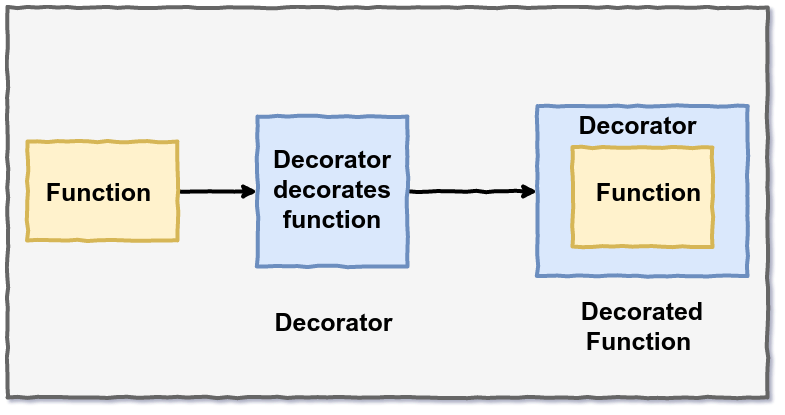 Function
Decorator
decorates
function
Decorator
Function
Decorator
Decorated
Function